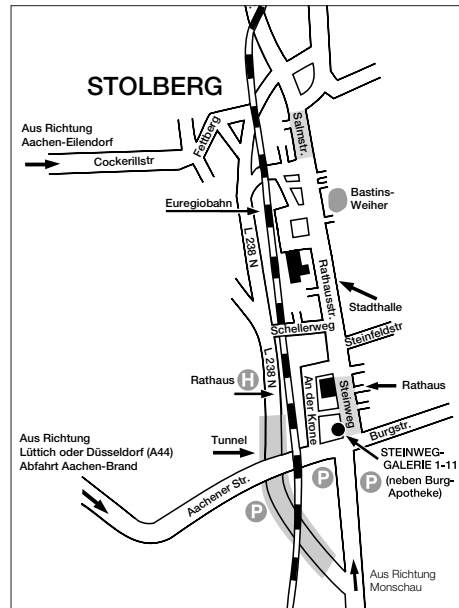 STOLBERG
Aus Richtung
Aachen-Eilendorf
Cockerillstr
Fettberg
Salmstr.
Bastins-
Weiher
Euregiobahn
L 238 N
Rathausstr.
Stadthalle
Schellerweg
Steinfeldstr
L 238 N
Rathaus H
An der Krone
Steinweg
Rathaus
Burgstr.
Aus Richtung
Lüttich oder Düsseldorf (A44)
Abfahrt Aachen-Brand
Tunnel
Aachener Str.
STEINWEG-
GALERIE 1-11
(neben Burg-
Apotheke)
P
P
P
Aus Richtung
Monschau